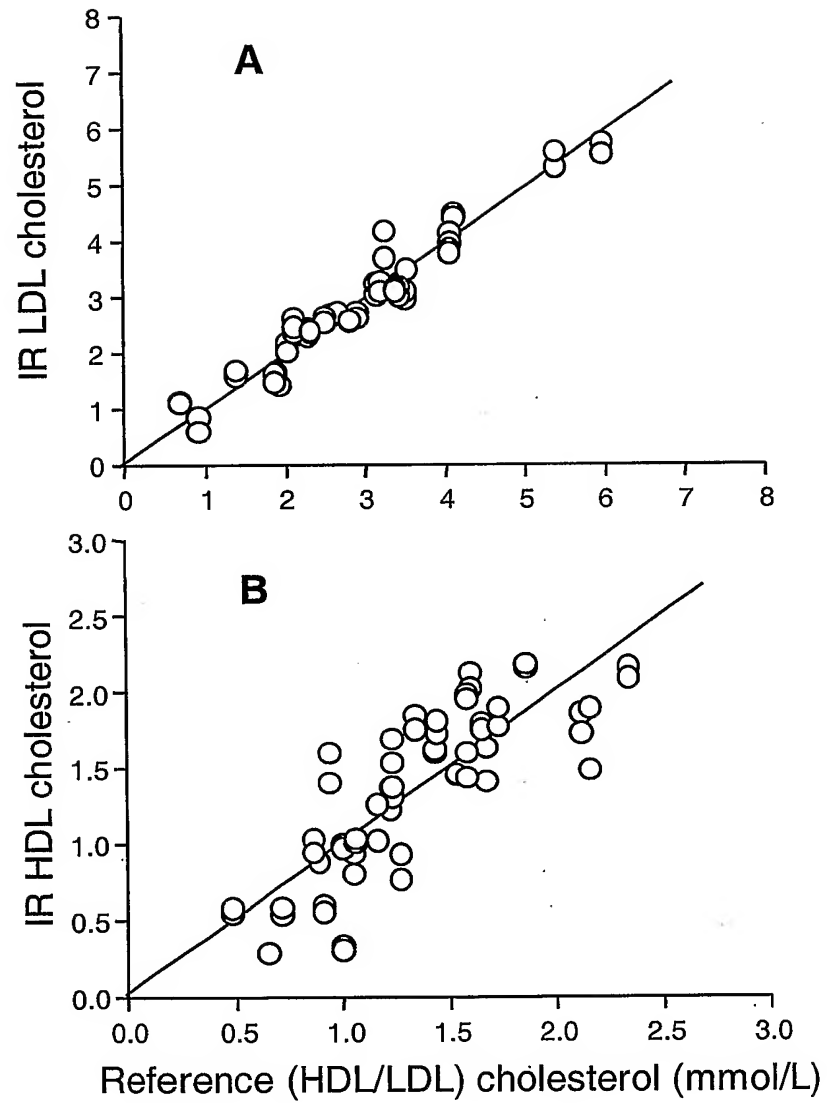 A
IR LDL cholesterol
8
7
6
5
4
3
2
1
0
0 1 2 3 4 5 6 7 8
B
IR HDL cholesterol
3.0
2.5
2.0
1.5
1.0
0.5
0.0
0.0 0.5 1.0 1.5 2.0 2.5 3.0
Reference (HDL/LDL) cholesterol (mmol/L)